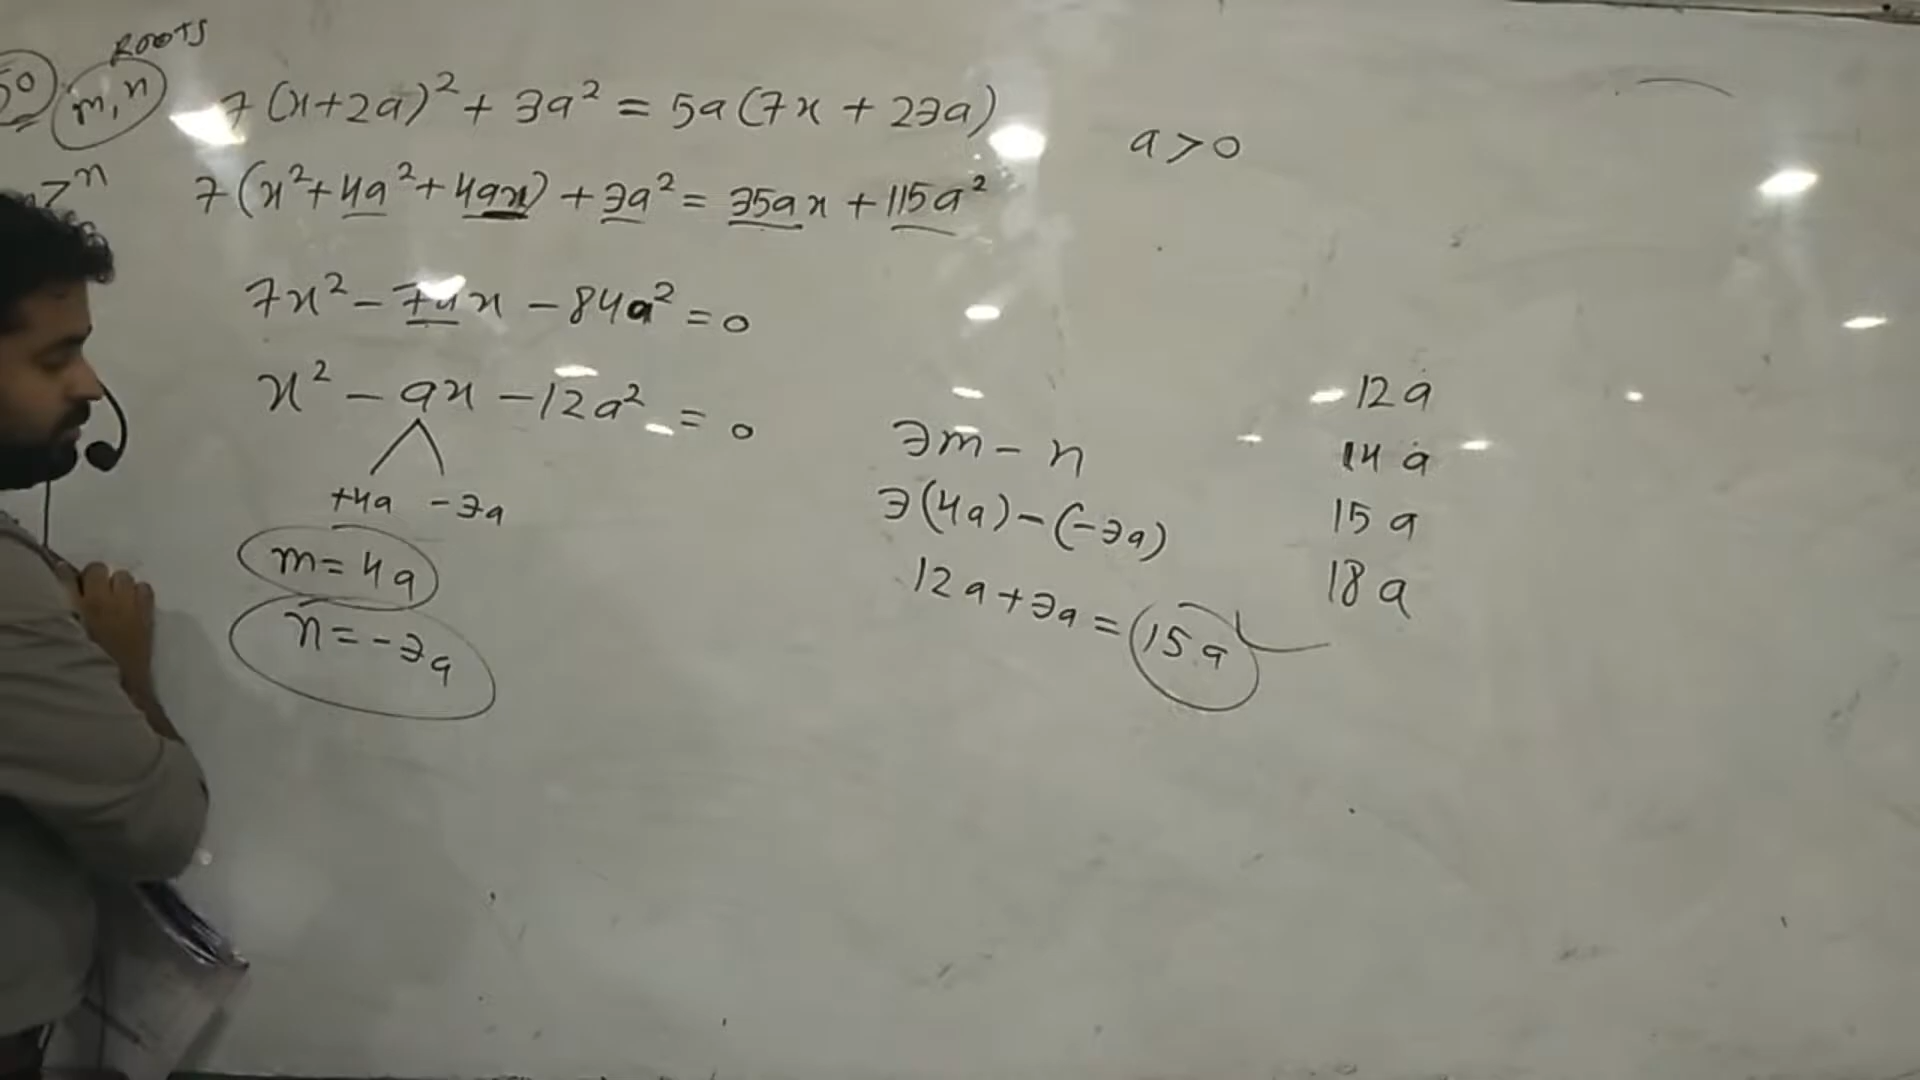 ROOTS
50 m, n 7(x+2a)² + 3a² = 5a(7x + 23a)
a > 0
> n
7(x²+4a²+4ax) + 3a² = 35ax + 115a²
7x² - 7ax - 84a² = 0
x² - ax - 12a² = 0
+4a -3a
m = 4a
n = -3a
3m - n
3(4a) - (-3a)
12a + 3a = 15a
12a
14a
15a
18a